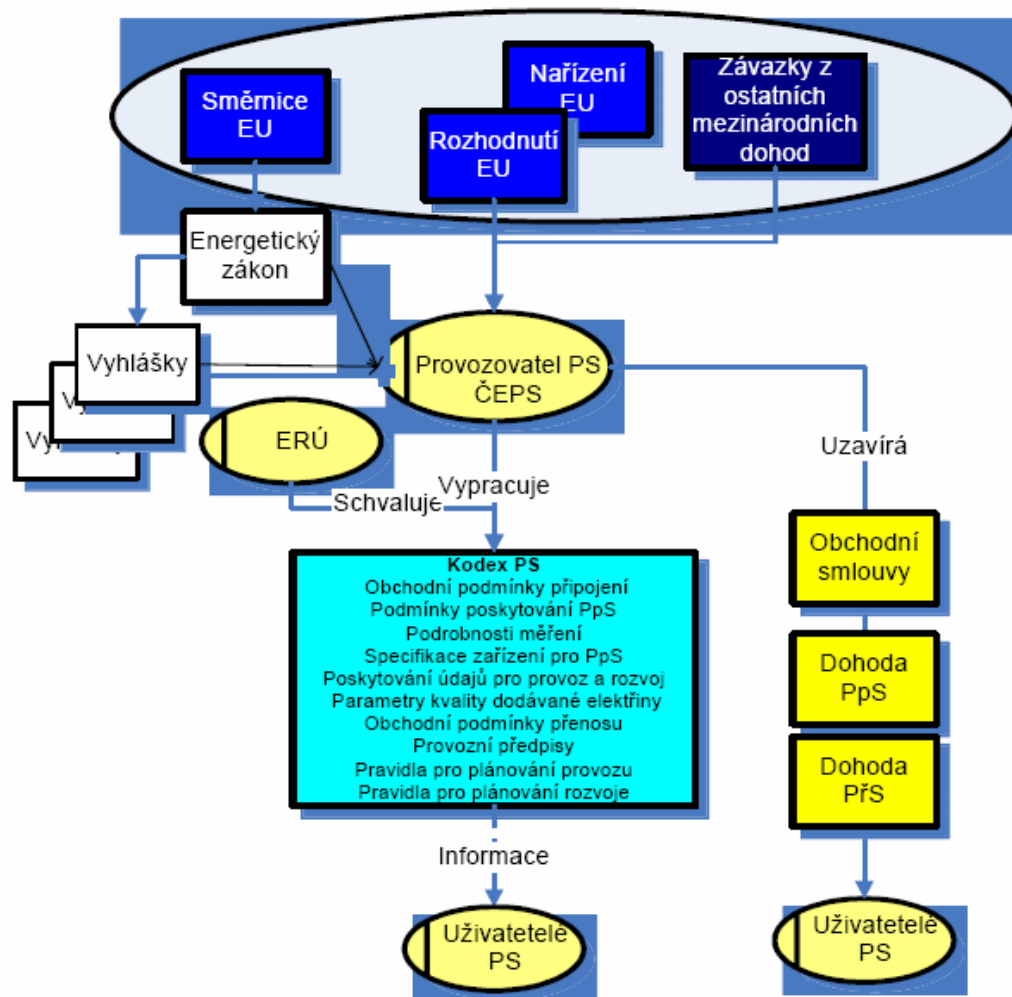 Směrnice
EU
Nařízení
EU
Rozhodnutí
EU
Závazky z
ostatních
mezinárodních
dohod
Energetický
zákon
Vyhlášky
Provozovatel PS
ČEPS
ERÚ
Uzavírá
Schvaluje
Vypracuje
Kodex PS
Obchodní podmínky připojení
Podmínky poskytování PpS
Podrobnosti měření
Specifikace zařízení pro PpS
Poskytování údajů pro provoz a rozvoj
Parametry kvality dodávané elektřiny
Obchodní podmínky přenosu
Provozní předpisy
Pravidla pro plánování provozu
Pravidla pro plánování rozvoje
Obchodní
smlouvy
Dohoda
PpS
Dohoda
PřS
Informace
Uživatetelé
PS
Uživatetelé
PS